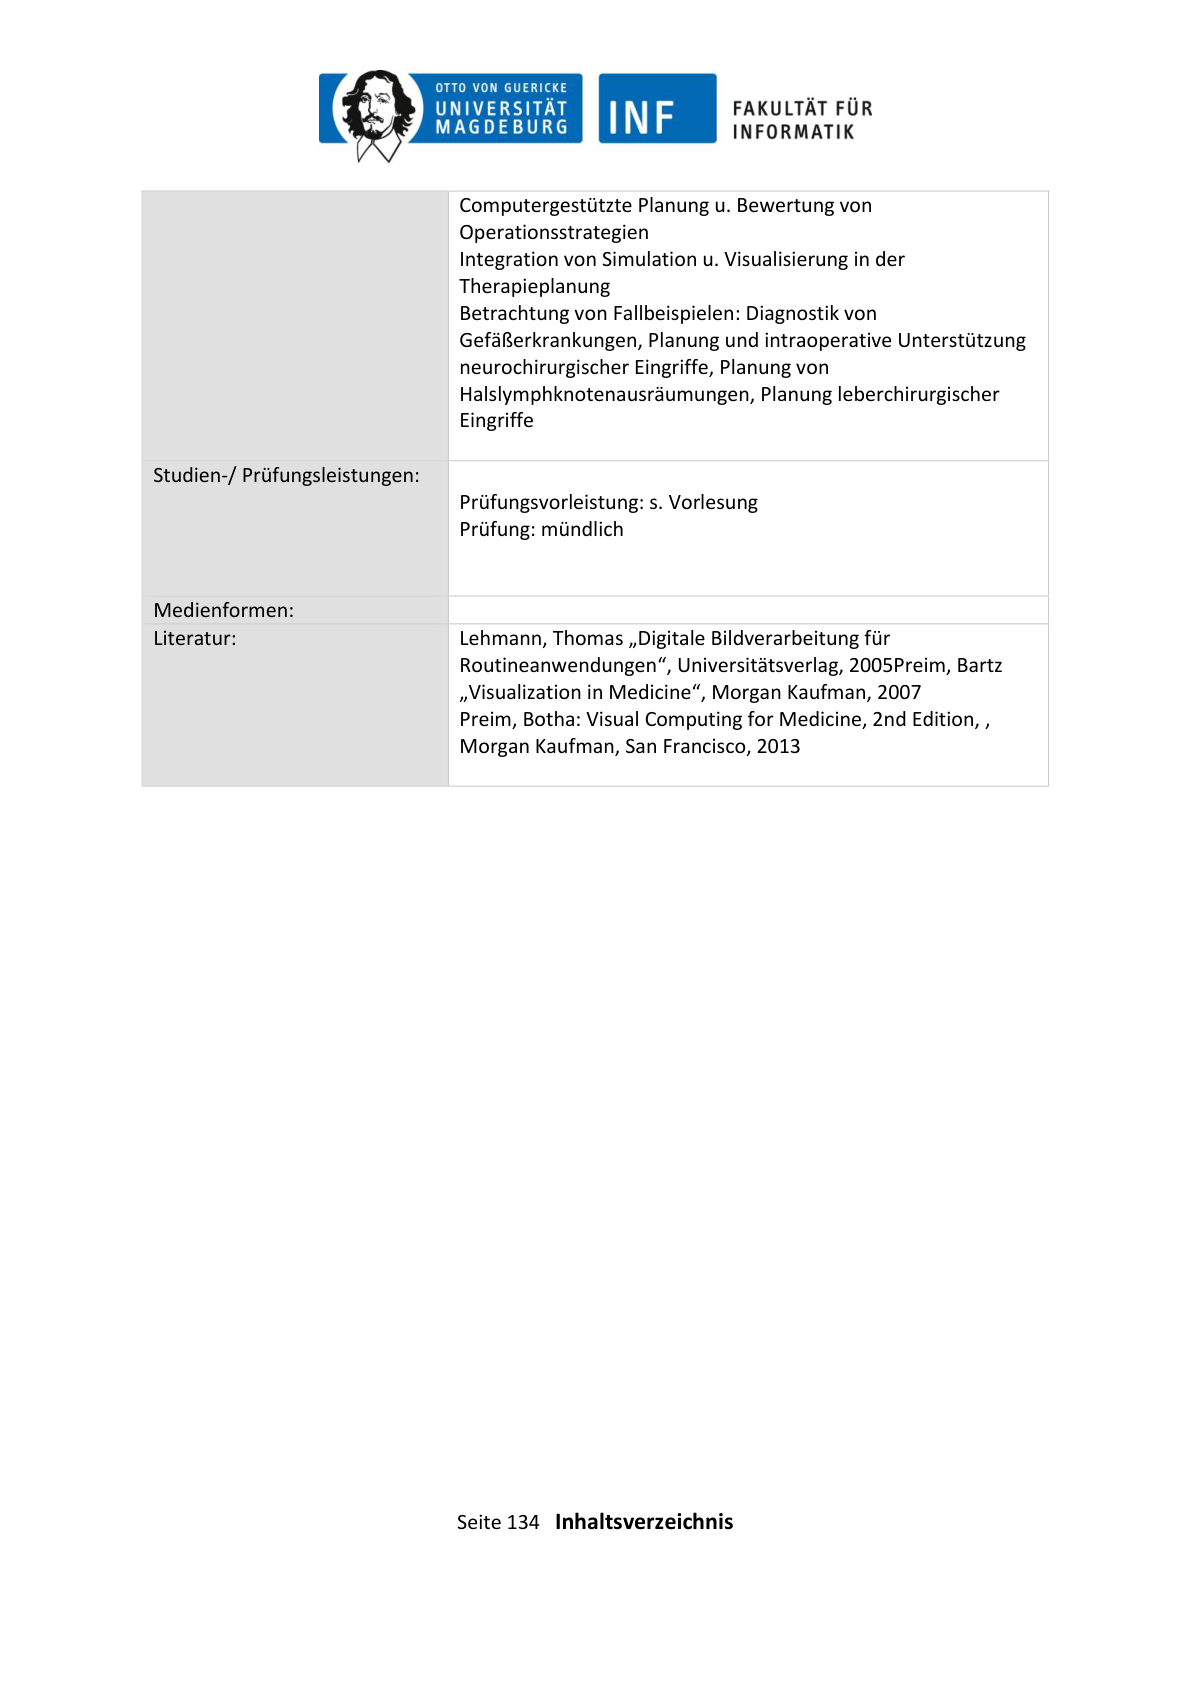 OTTO VON GUERICKE
UNIVERSITÄT
MAGDEBURG
INF
FAKULTÄT FÜR
INFORMATIK
Computergestützte Planung u. Bewertung von
Operationsstrategien
Integration von Simulation u. Visualisierung in der
Therapieplanung
Betrachtung von Fallbeispielen: Diagnostik von
Gefäßerkrankungen, Planung und intraoperative Unterstützung
neurochirurgischer Eingriffe, Planung von
Halslymphknotenausräumungen, Planung leberchirurgischer
Eingriffe
Studien-/ Prüfungsleistungen:
Prüfungsvorleistung: s. Vorlesung
Prüfung: mündlich
Medienformen:
Literatur:
Lehmann, Thomas „Digitale Bildverarbeitung für
Routineanwendungen“, Universitätsverlag, 2005Preim, Bartz
„Visualization in Medicine“, Morgan Kaufman, 2007
Preim, Botha: Visual Computing for Medicine, 2nd Edition, ,
Morgan Kaufman, San Francisco, 2013
Seite 134 Inhaltsverzeichnis